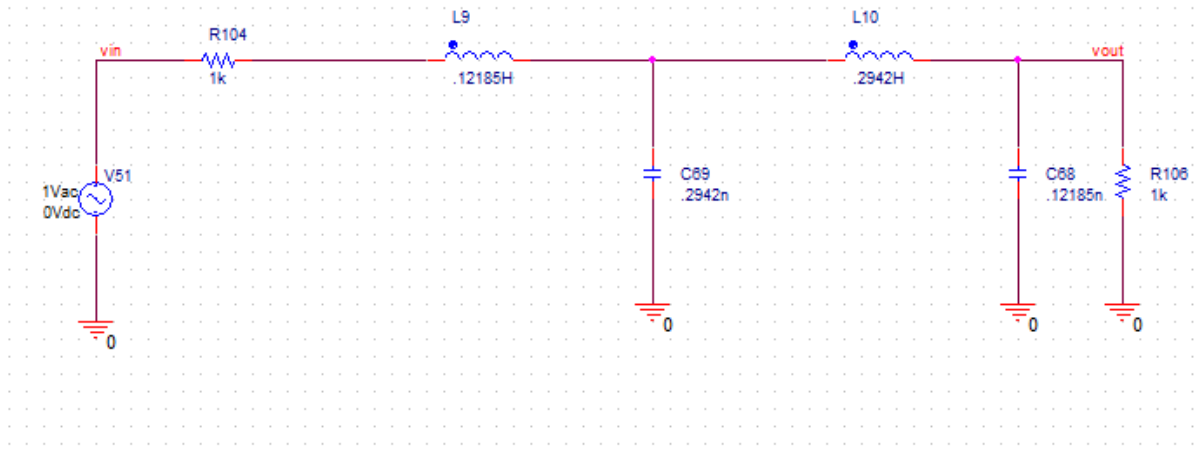 L9
L10
R104
vin
vout
1k
.12185H
.2942H
V51
C69
C68
R106
1Vac
.2942n
.12185n
1k
0Vdc
0
0
0
0